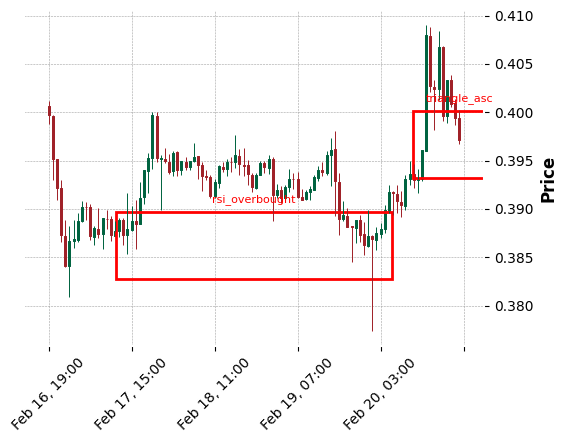 0.410
0.405
triangle_asc
0.400
0.395
rsi_overbought
0.390
0.385
0.380
Price
Feb 16, 19:00
Feb 17, 15:00
Feb 18, 11:00
Feb 19, 07:00
Feb 20, 03:00